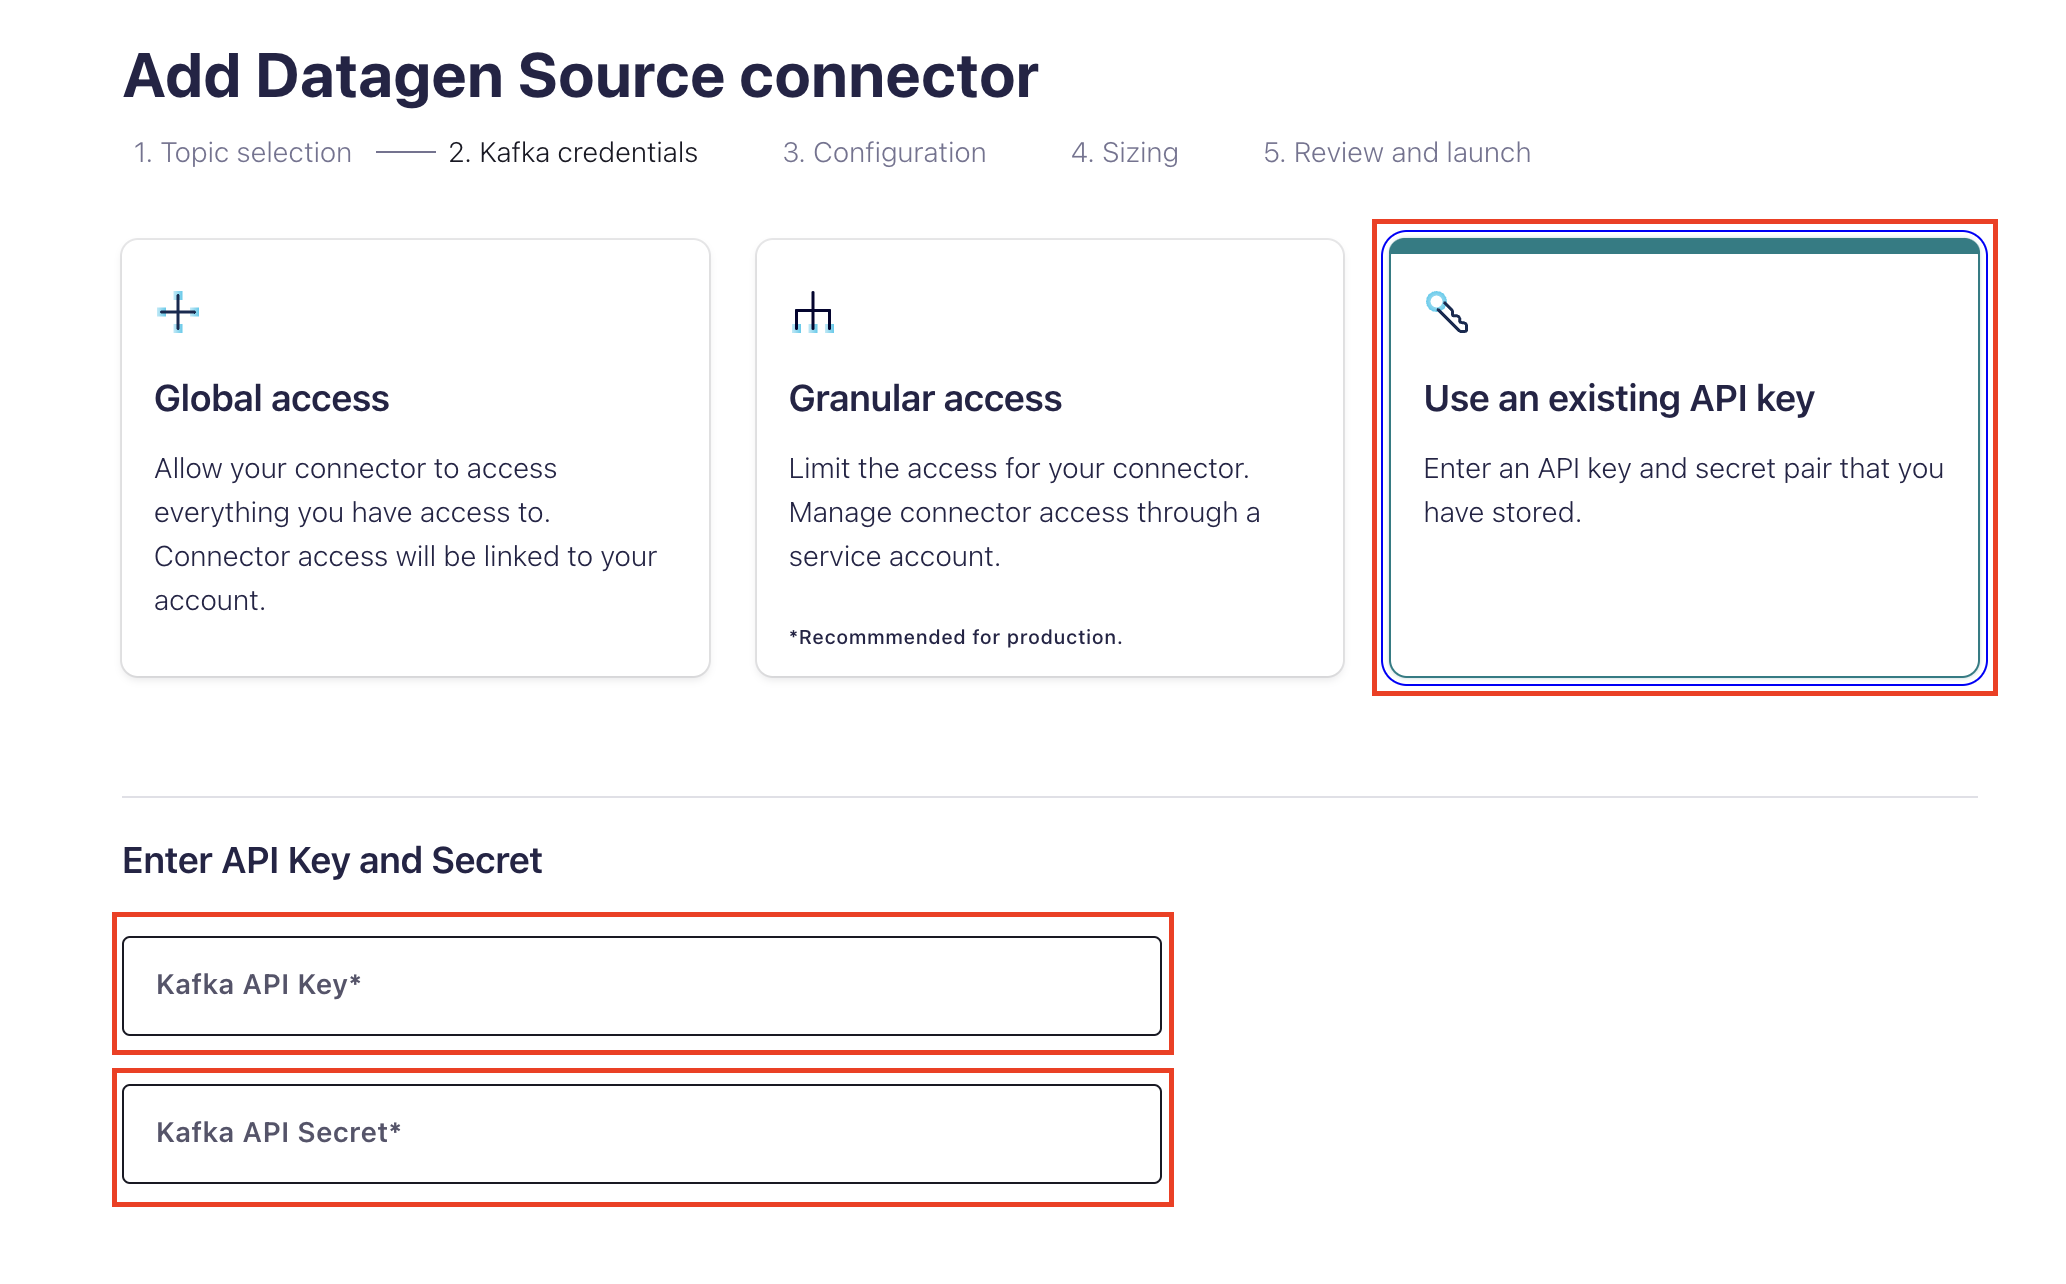 Add Datagen Source connector
1. Topic selection 2. Kafka credentials 3. Configuration 4. Sizing 5. Review and launch
Global access
Allow your connector to access
everything you have access to.
Connector access will be linked to your
account.
Granular access
Limit the access for your connector.
Manage connector access through a
service account.
*Recommmended for production.
Use an existing API key
Enter an API key and secret pair that you
have stored.
Enter API Key and Secret
Kafka API Key*
Kafka API Secret*